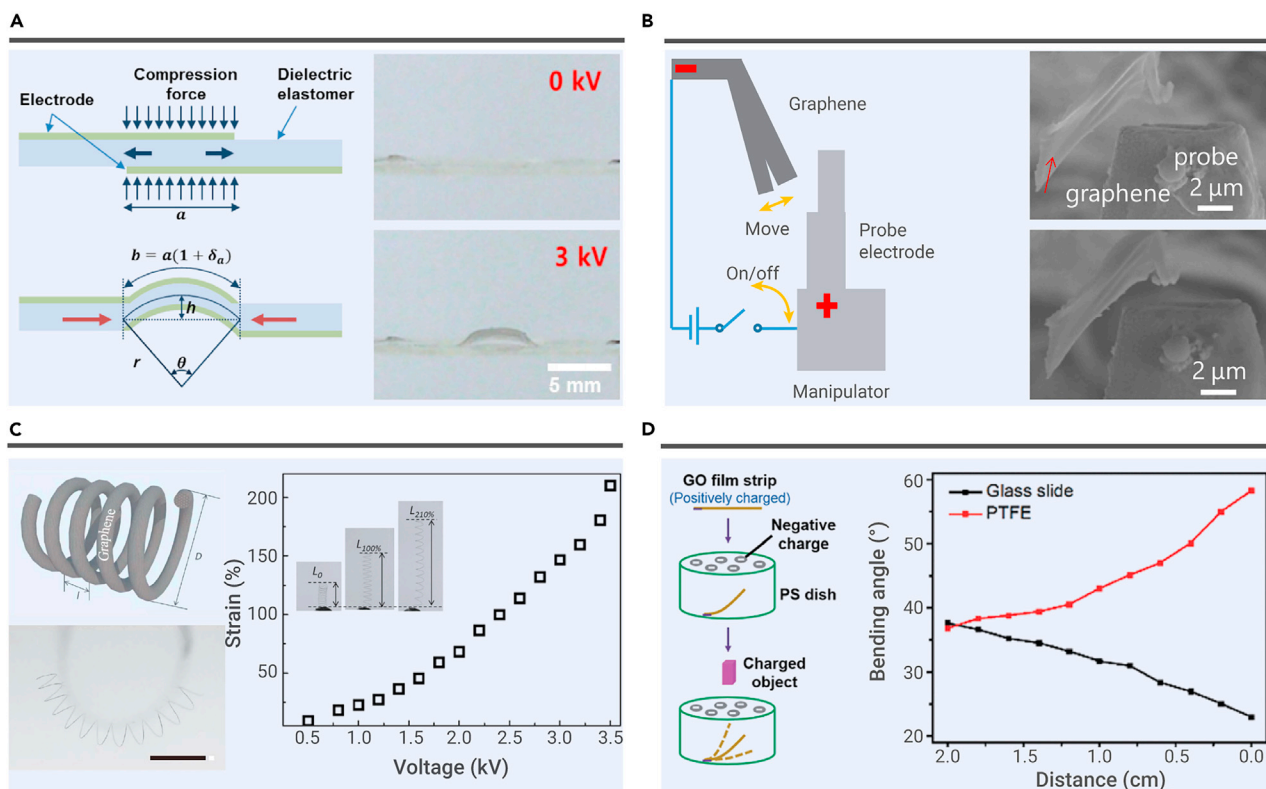 A
Compression
force
Dielectric
elastomer
Electrode
a
b = a(1 + δₐ)
h
r
θ
0 kV
3 kV
5 mm
B
Graphene
Move
Probe
electrode
On/off
Manipulator
probe
graphene
2 μm
2 μm
C
Graphene
D
l
Strain (%)
200
150
100
50
L₀
L₁₀₀%
L₂₁₀%
0.5 1.0 1.5 2.0 2.5 3.0 3.5
Voltage (kV)
D
GO film strip
(Positively charged)
Negative
charge
PS dish
Charged
object
Bending angle (°)
60
50
40
30
20
Glass slide
PTFE
2.0 1.5 1.0 0.5 0.0
Distance (cm)